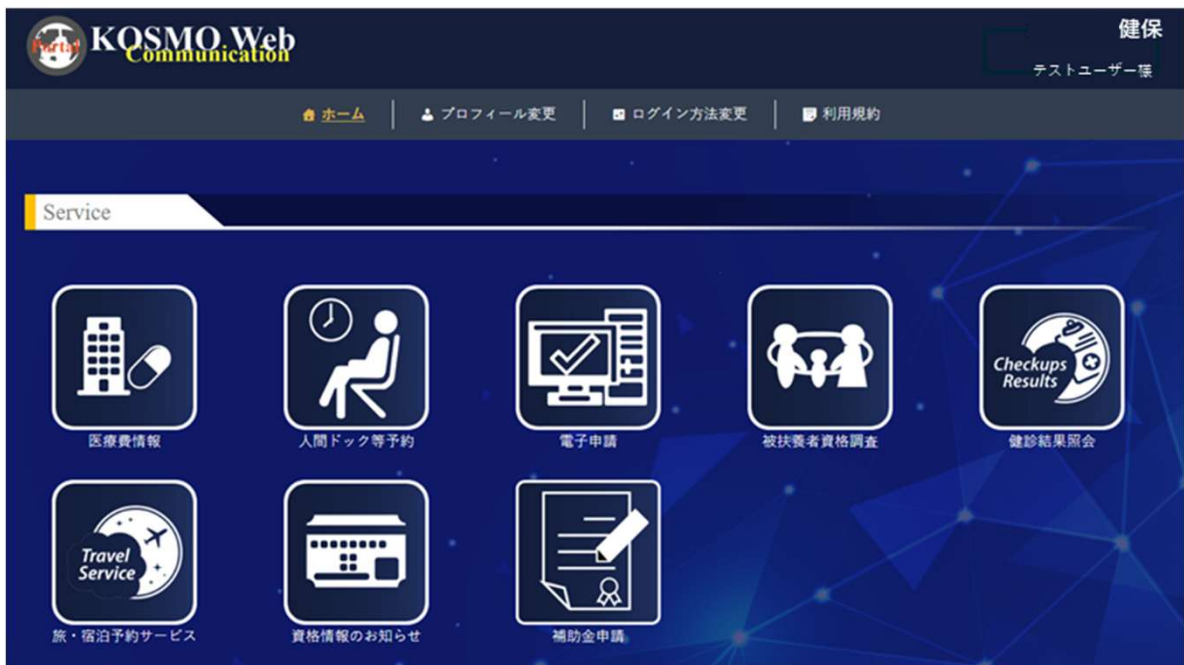 Portal
KOSMO Web
Communication
健保
テストユーザー様
ホーム
プロフィール変更
ログイン方法変更
利用規約
Service
Checkups
Results
医療費情報
人間ドック等予約
電子申請
被扶養者資格調査
健診結果照会
Travel
Service
旅・宿泊予約サービス
資格情報のお知らせ
補助金申請